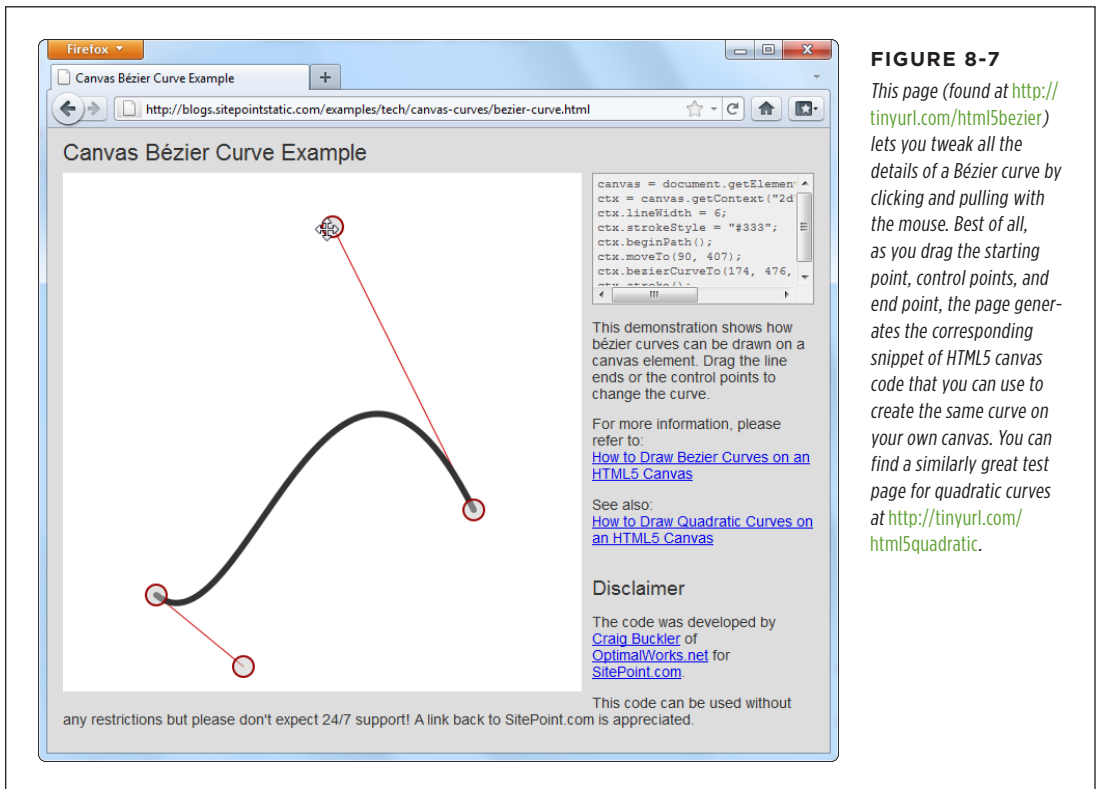 Firefox
Canvas Bézier Curve Example
http://blogs.sitepointstatic.com/examples/tech/canvas-curves/bezier-curve.html
Canvas Bézier Curve Example
canvas = document.getElemen
ctx = canvas.getContext("2d
ctx.lineWidth = 6;
ctx.strokeStyle = "#333";
ctx.beginPath();
ctx.moveTo(90, 407);
ctx.bezierCurveTo(174, 476,
ctx.stroke();
This demonstration shows how
bézier curves can be drawn on a
canvas element. Drag the line
ends or the control points to
change the curve.
For more information, please
refer to:
How to Draw Bezier Curves on an
HTML5 Canvas
See also:
How to Draw Quadratic Curves on
an HTML5 Canvas
Disclaimer
The code was developed by
Craig Buckler of
OptimalWorks.net for
SitePoint.com.
This code can be used without
any restrictions but please don't expect 24/7 support! A link back to SitePoint.com is appreciated.
FIGURE 8-7
This page (found at http://
tinyurl.com/html5bezier)
lets you tweak all the
details of a Bézier curve by
clicking and pulling with
the mouse. Best of all,
as you drag the starting
point, control points, and
end point, the page gener-
ates the corresponding
snippet of HTML5 canvas
code that you can use to
create the same curve on
your own canvas. You can
find a similarly great test
page for quadratic curves
at http://tinyurl.com/
html5quadratic.